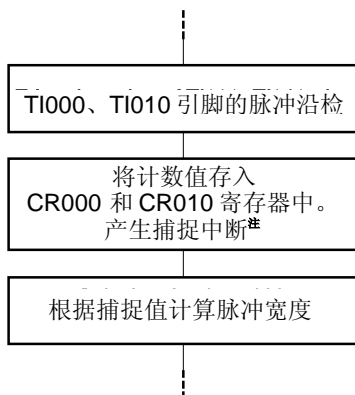 TI000、TI010 引脚的脉冲沿检
将计数值存入
CR000 和 CR010 寄存器中。
产生捕捉中断注
根据捕捉值计算脉冲宽度